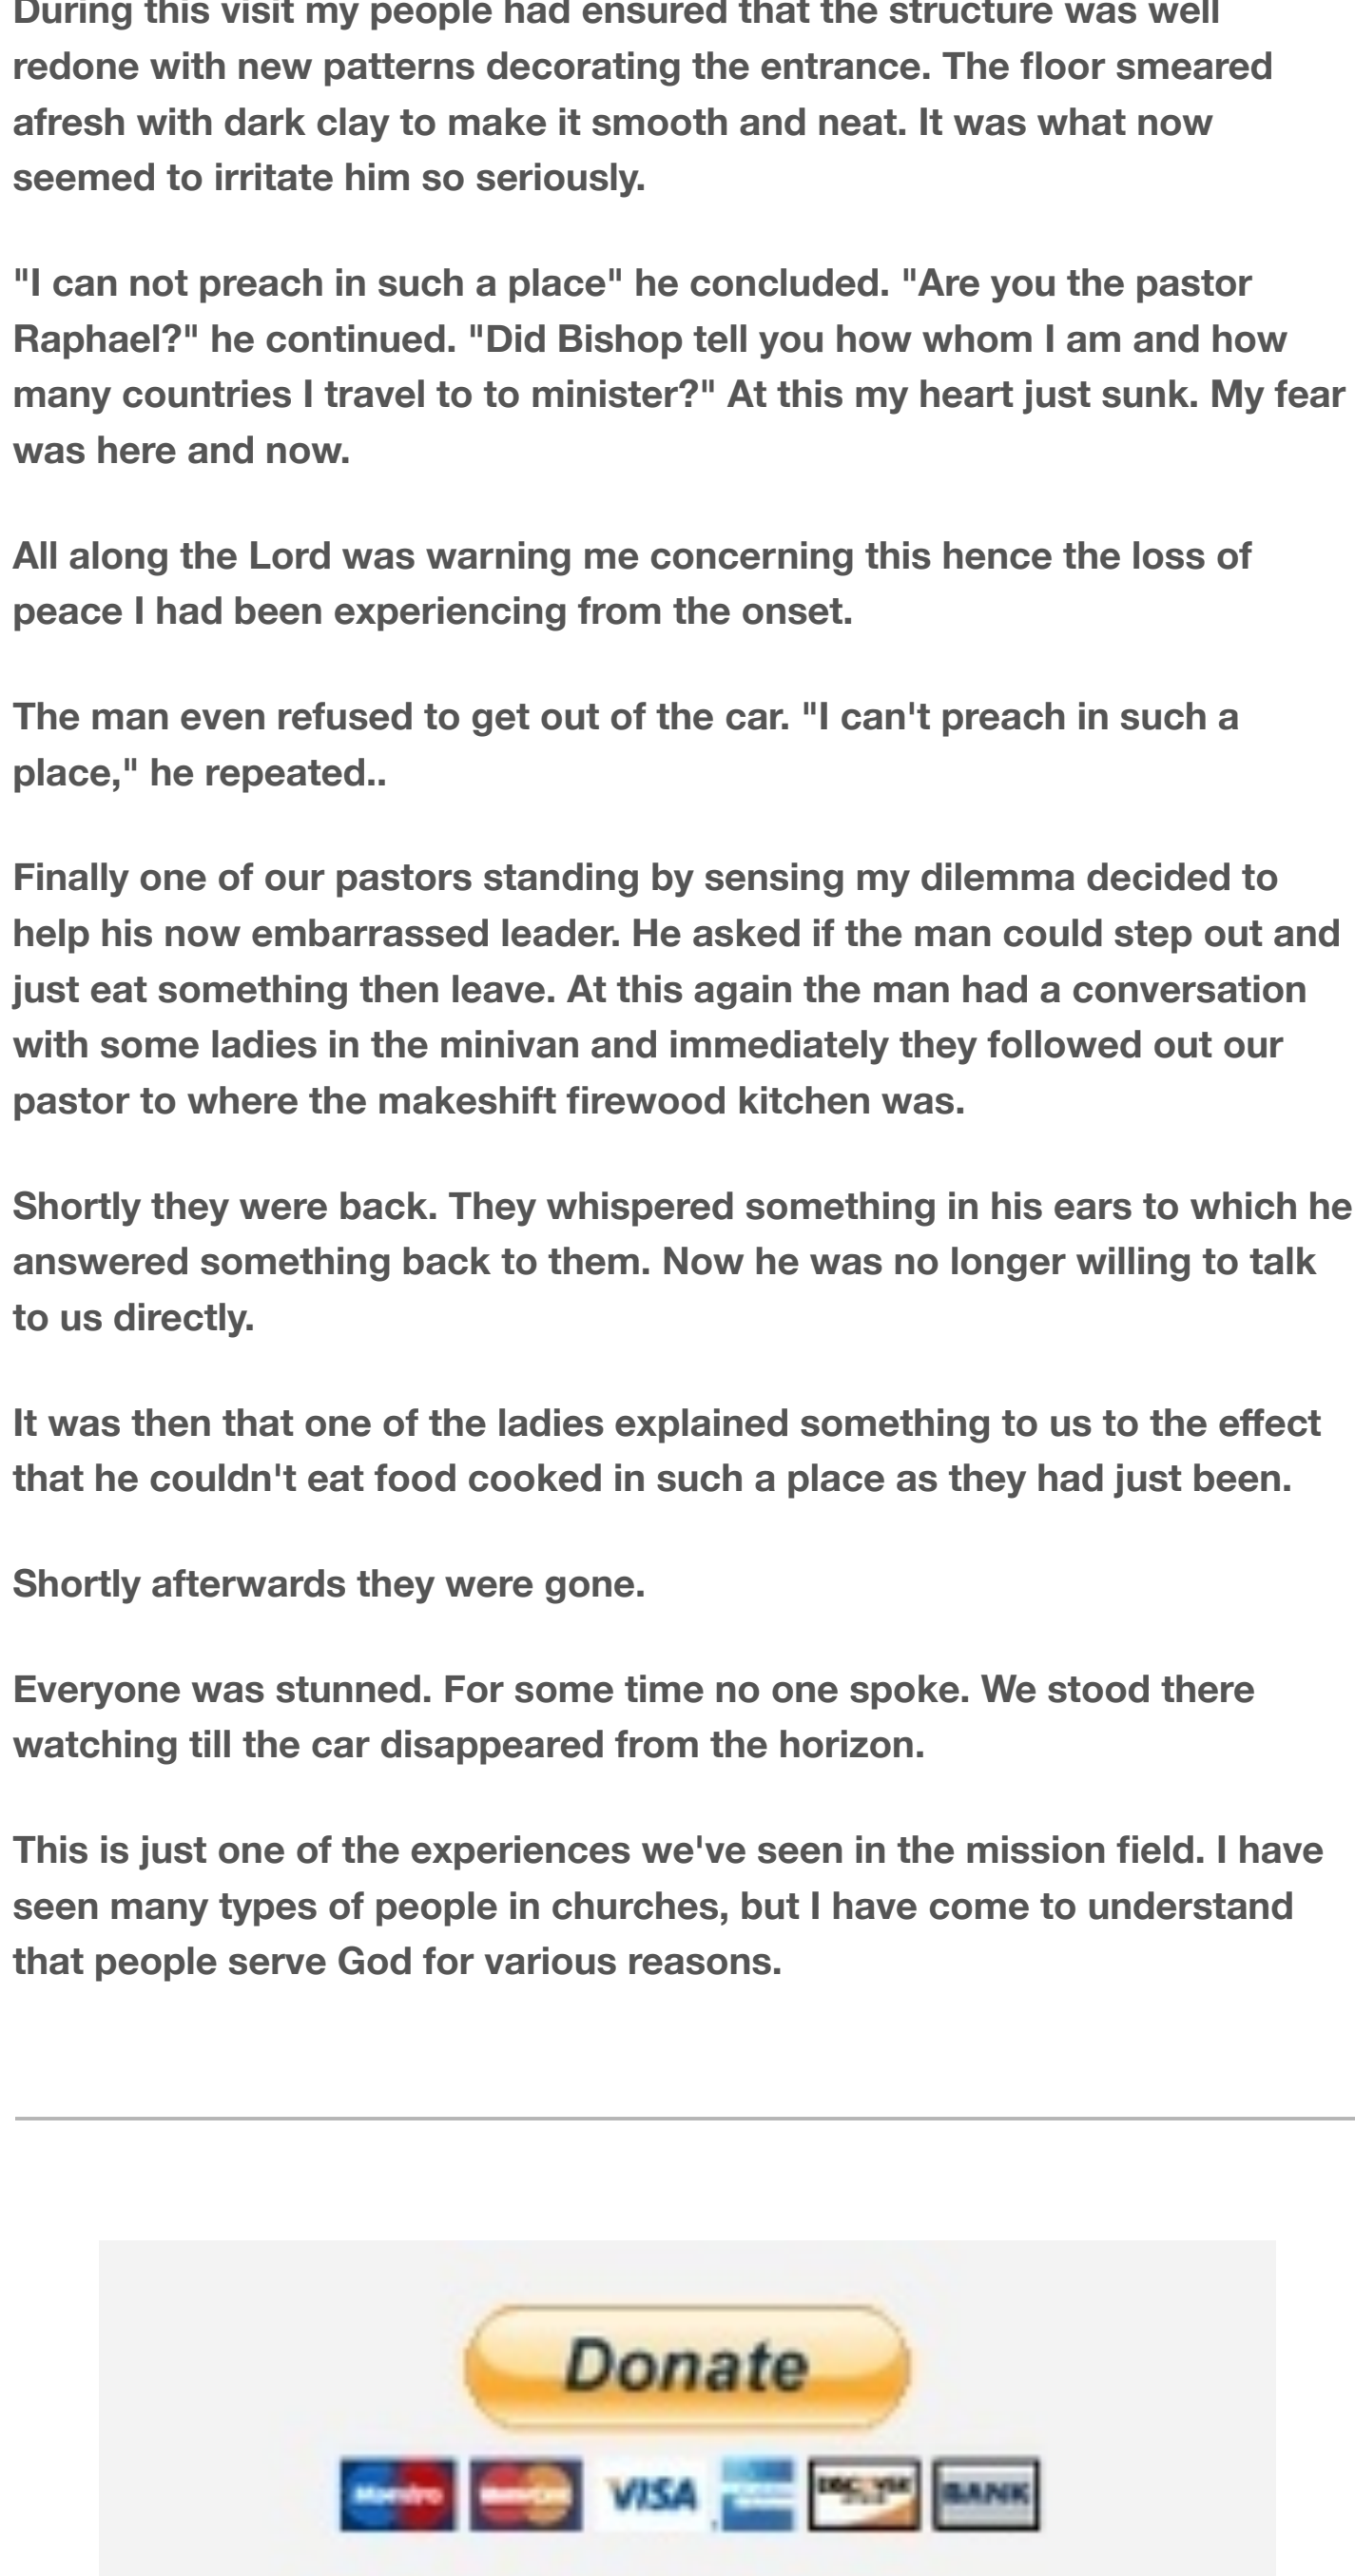 During this visit my people had ensured that the structure was well
redone with new patterns decorating the entrance. The floor smeared
afresh with dark clay to make it smooth and neat. It was what now
seemed to irritate him so seriously.
"I can not preach in such a place" he concluded. "Are you the pastor
Raphael?" he continued. "Did Bishop tell you how whom I am and how
many countries I travel to to minister?" At this my heart just sunk. My fear
was here and now.
All along the Lord was warning me concerning this hence the loss of
peace I had been experiencing from the onset.
The man even refused to get out of the car. "I can't preach in such a
place," he repeated..
Finally one of our pastors standing by sensing my dilemma decided to
help his now embarrassed leader. He asked if the man could step out and
just eat something then leave. At this again the man had a conversation
with some ladies in the minivan and immediately they followed out our
pastor to where the makeshift firewood kitchen was.
Shortly they were back. They whispered something in his ears to which he
answered something back to them. Now he was no longer willing to talk
to us directly.
It was then that one of the ladies explained something to us to the effect
that he couldn't eat food cooked in such a place as they had just been.
Shortly afterwards they were gone.
Everyone was stunned. For some time no one spoke. We stood there
watching till the car disappeared from the horizon.
This is just one of the experiences we've seen in the mission field. I have
seen many types of people in churches, but I have come to understand
that people serve God for various reasons.
Donate
Maestro MasterCard VISA DISCOVER BANK